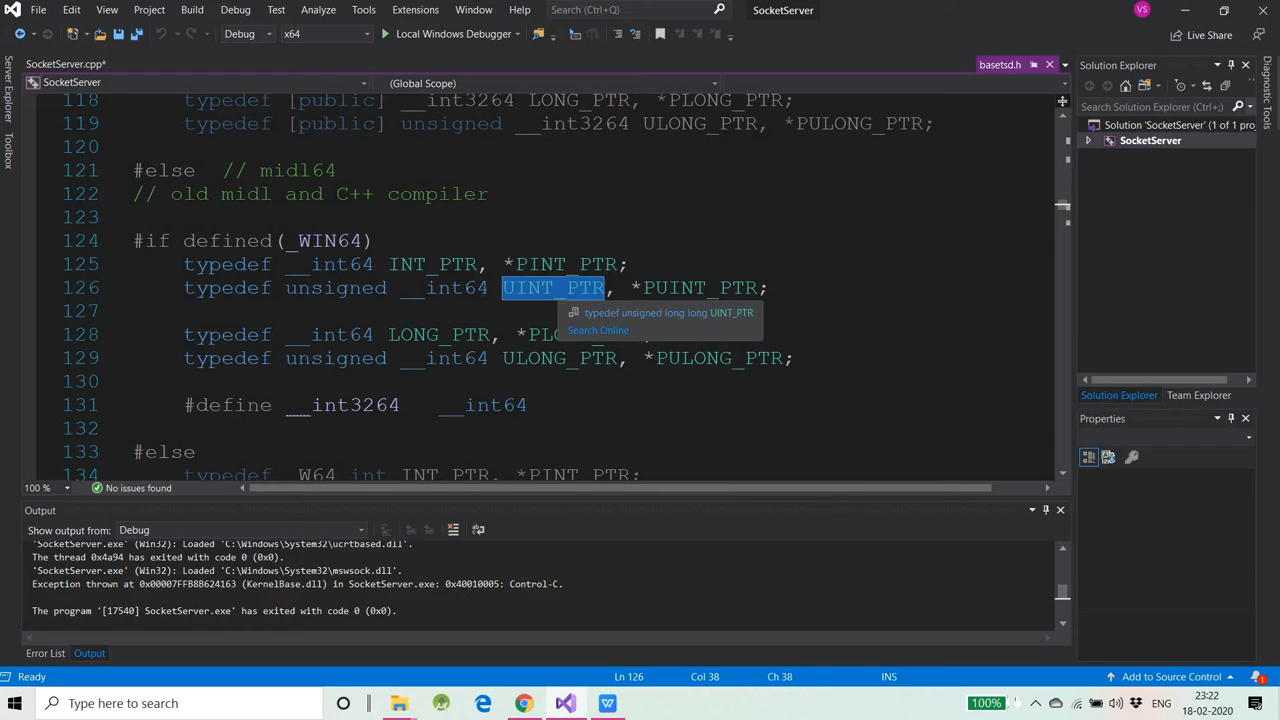 File Edit View Project Build Debug Test Analyze Tools Extensions Window Help Search (Ctrl+Q) SocketServer VS
Debug x64 Local Windows Debugger Live Share
Server Explorer
Toolbox
SocketServer.cpp* basetsd.h
SocketServer (Global Scope)
118 typedef [public] __int3264 LONG_PTR, *PLONG_PTR;
119 typedef [public] unsigned __int3264 ULONG_PTR, *PULONG_PTR;
120
121 #else // midl64
122 // old midl and C++ compiler
123
124 #if defined(_WIN64)
125 typedef __int64 INT_PTR, *PINT_PTR;
126 typedef unsigned __int64 UINT_PTR, *PUINT_PTR;
typedef unsigned long long UINT_PTR
Search Online
127
128 typedef __int64 LONG_PTR, *PLO
129 typedef unsigned __int64 ULONG_PTR, *PULONG_PTR;
130
131 #define __int3264 __int64
132
133 #else
134 typedef _W64 int INT_PTR, *PINT_PTR;
100 % No issues found
Output
Show output from: Debug
'SocketServer.exe' (Win32): Loaded 'C:\Windows\System32\ucrtbased.dll'.
The thread 0x4a94 has exited with code 0 (0x0).
'SocketServer.exe' (Win32): Loaded 'C:\Windows\System32\mswsock.dll'.
Exception thrown at 0x00007FFB8B624163 (KernelBase.dll) in SocketServer.exe: 0x40010005: Control-C.
The program '[17540] SocketServer.exe' has exited with code 0 (0x0).
Error List Output
Solution Explorer
Search Solution Explorer (Ctrl+;)
Solution 'SocketServer' (1 of 1 pro
SocketServer
Solution Explorer Team Explorer
Properties
Diagnostic Tools
Ready Ln 126 Col 38 Ch 38 INS Add to Source Control 1
Type here to search 100% ENG 23:22
18-02-2020